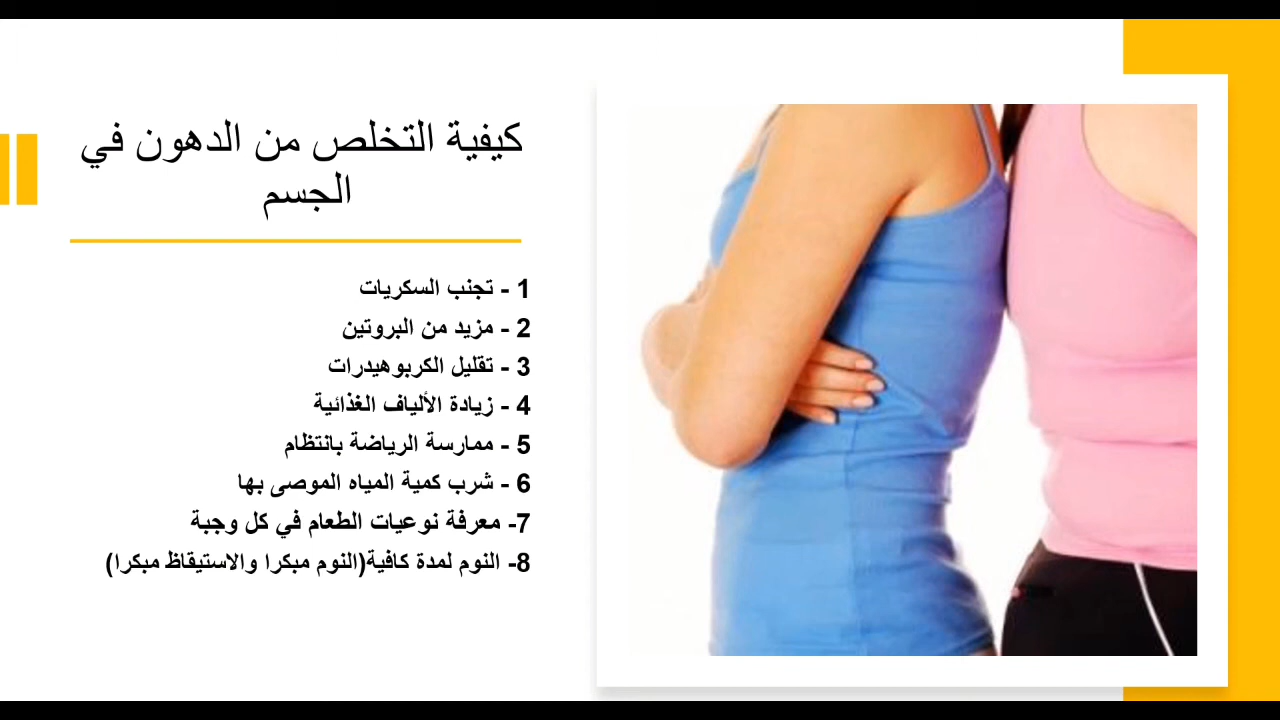 كيفية التخلص من الدهون في
الجسم
1 - تجنب السكريات
2 - مزيد من البروتين
3 - تقليل الكربوهيدرات
4 - زيادة الألياف الغذائية
5 - ممارسة الرياضة بانتظام
6 - شرب كمية المياه الموصى بها
7- معرفة نوعيات الطعام في كل وجبة
8- النوم لمدة كافية(النوم مبكرا والاستيقاظ مبكرا)